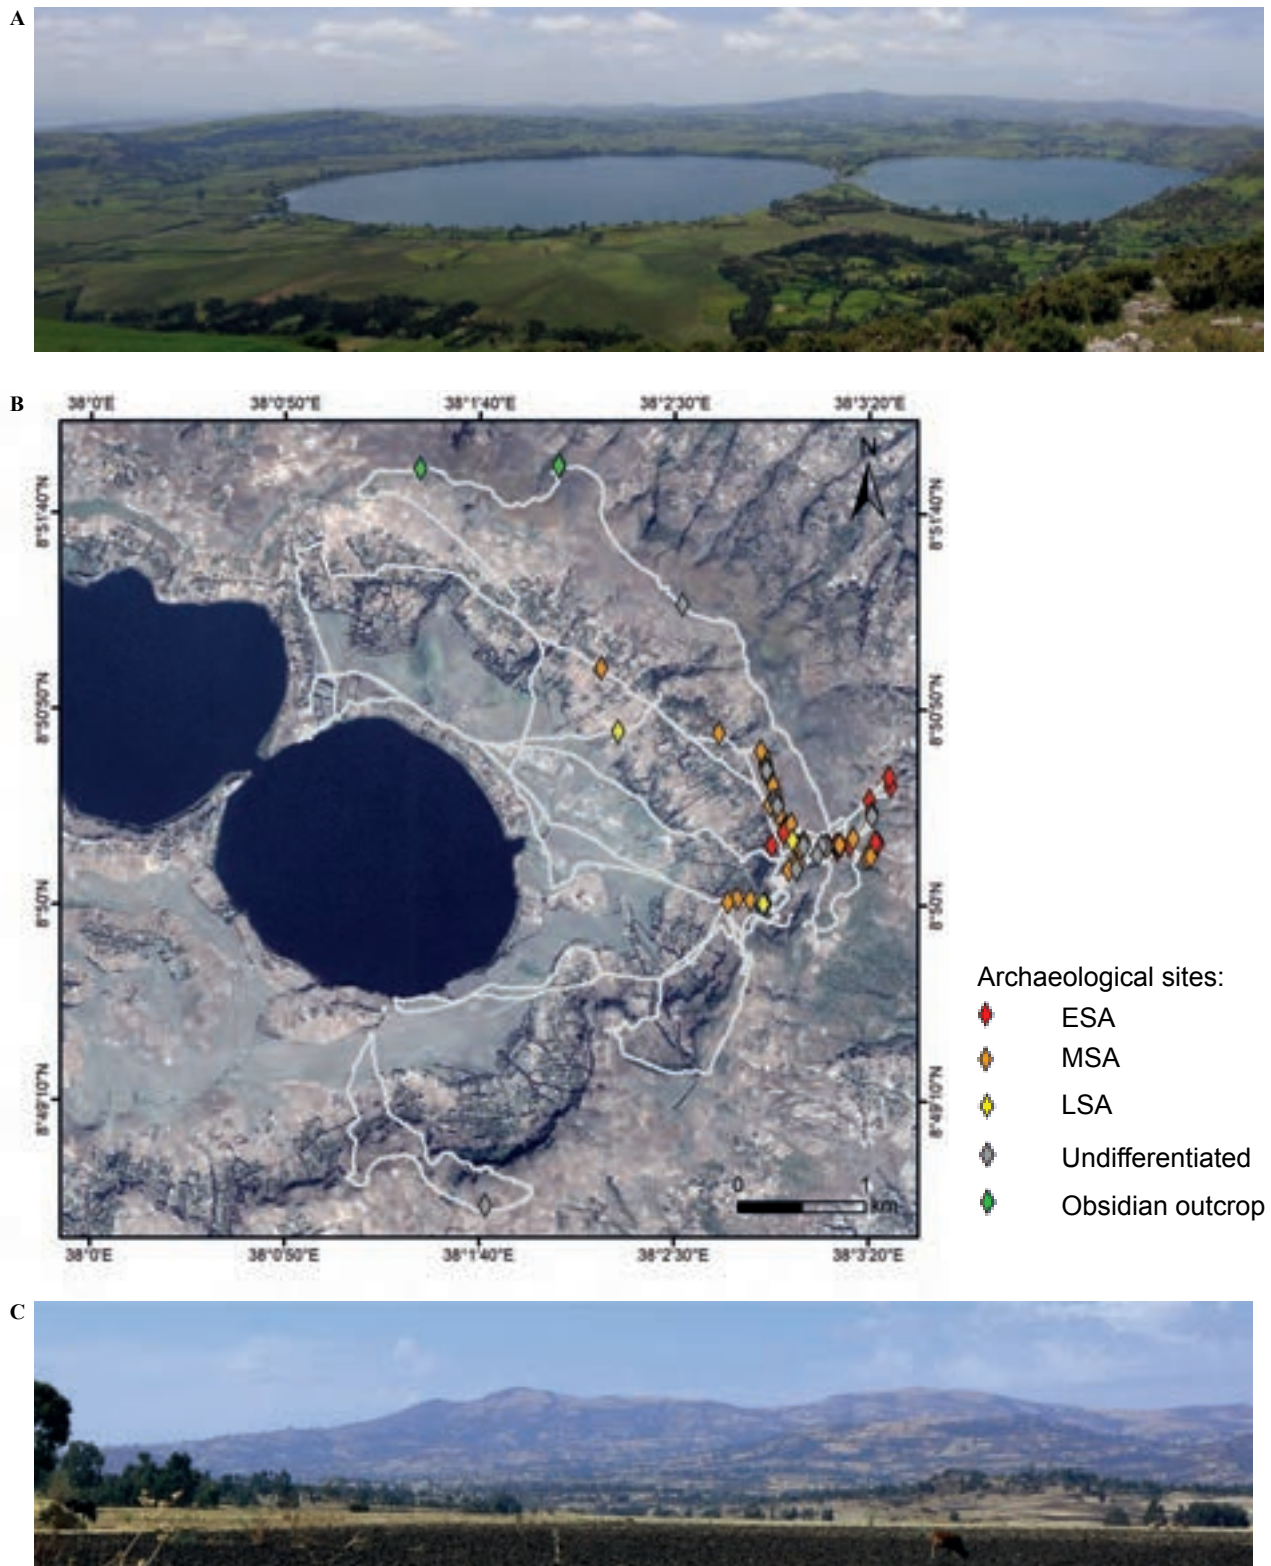 A
B
38°0'E 38°0'50"E 38°1'40"E 38°2'30"E 38°3'20"E
N
8°51'40"N
8°51'40"N
8°50'50"N
8°50'50"N
8°50'0"N
8°50'0"N
8°49'10"N
8°49'10"N
0 1
km
38°0'E 38°0'50"E 38°1'40"E 38°2'30"E 38°3'20"E
Archaeological sites:
ESA
MSA
LSA
Undifferentiated
Obsidian outcrop
C